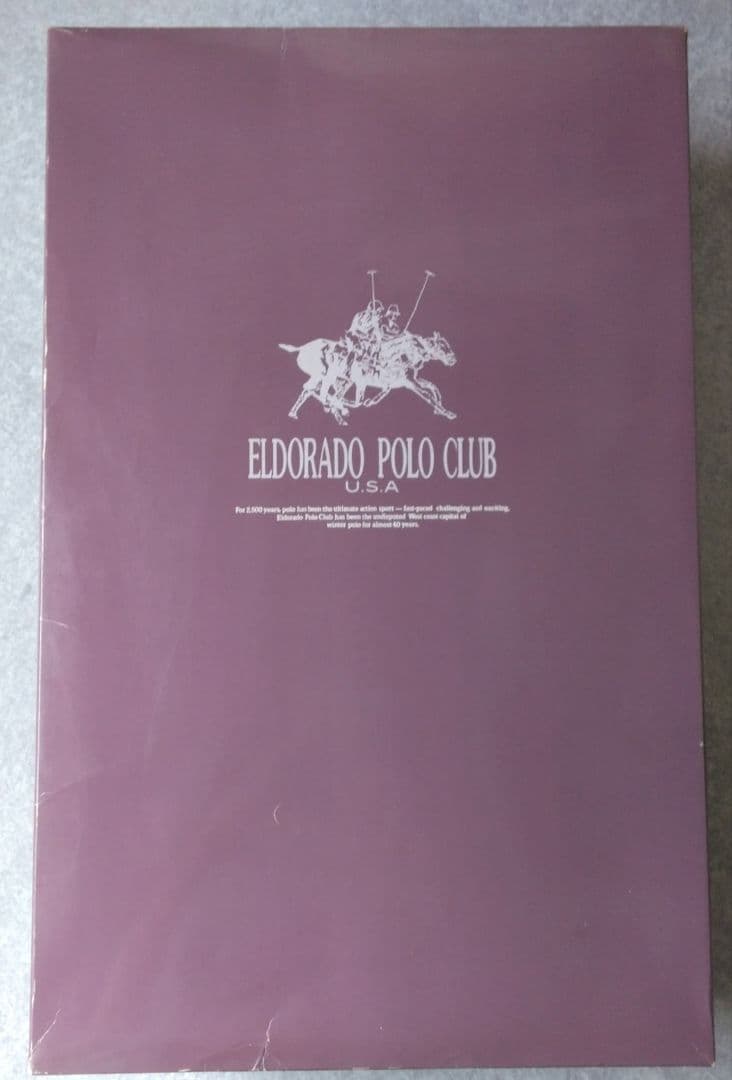 ELDORADO POLO CLUB
U.S.A
For 2,500 years, polo has been the ultimate action sport — fast-paced challenging and exciting,
Eldorado Polo Club has been the undisputed West coast capital of
winter polo for almost 40 years.